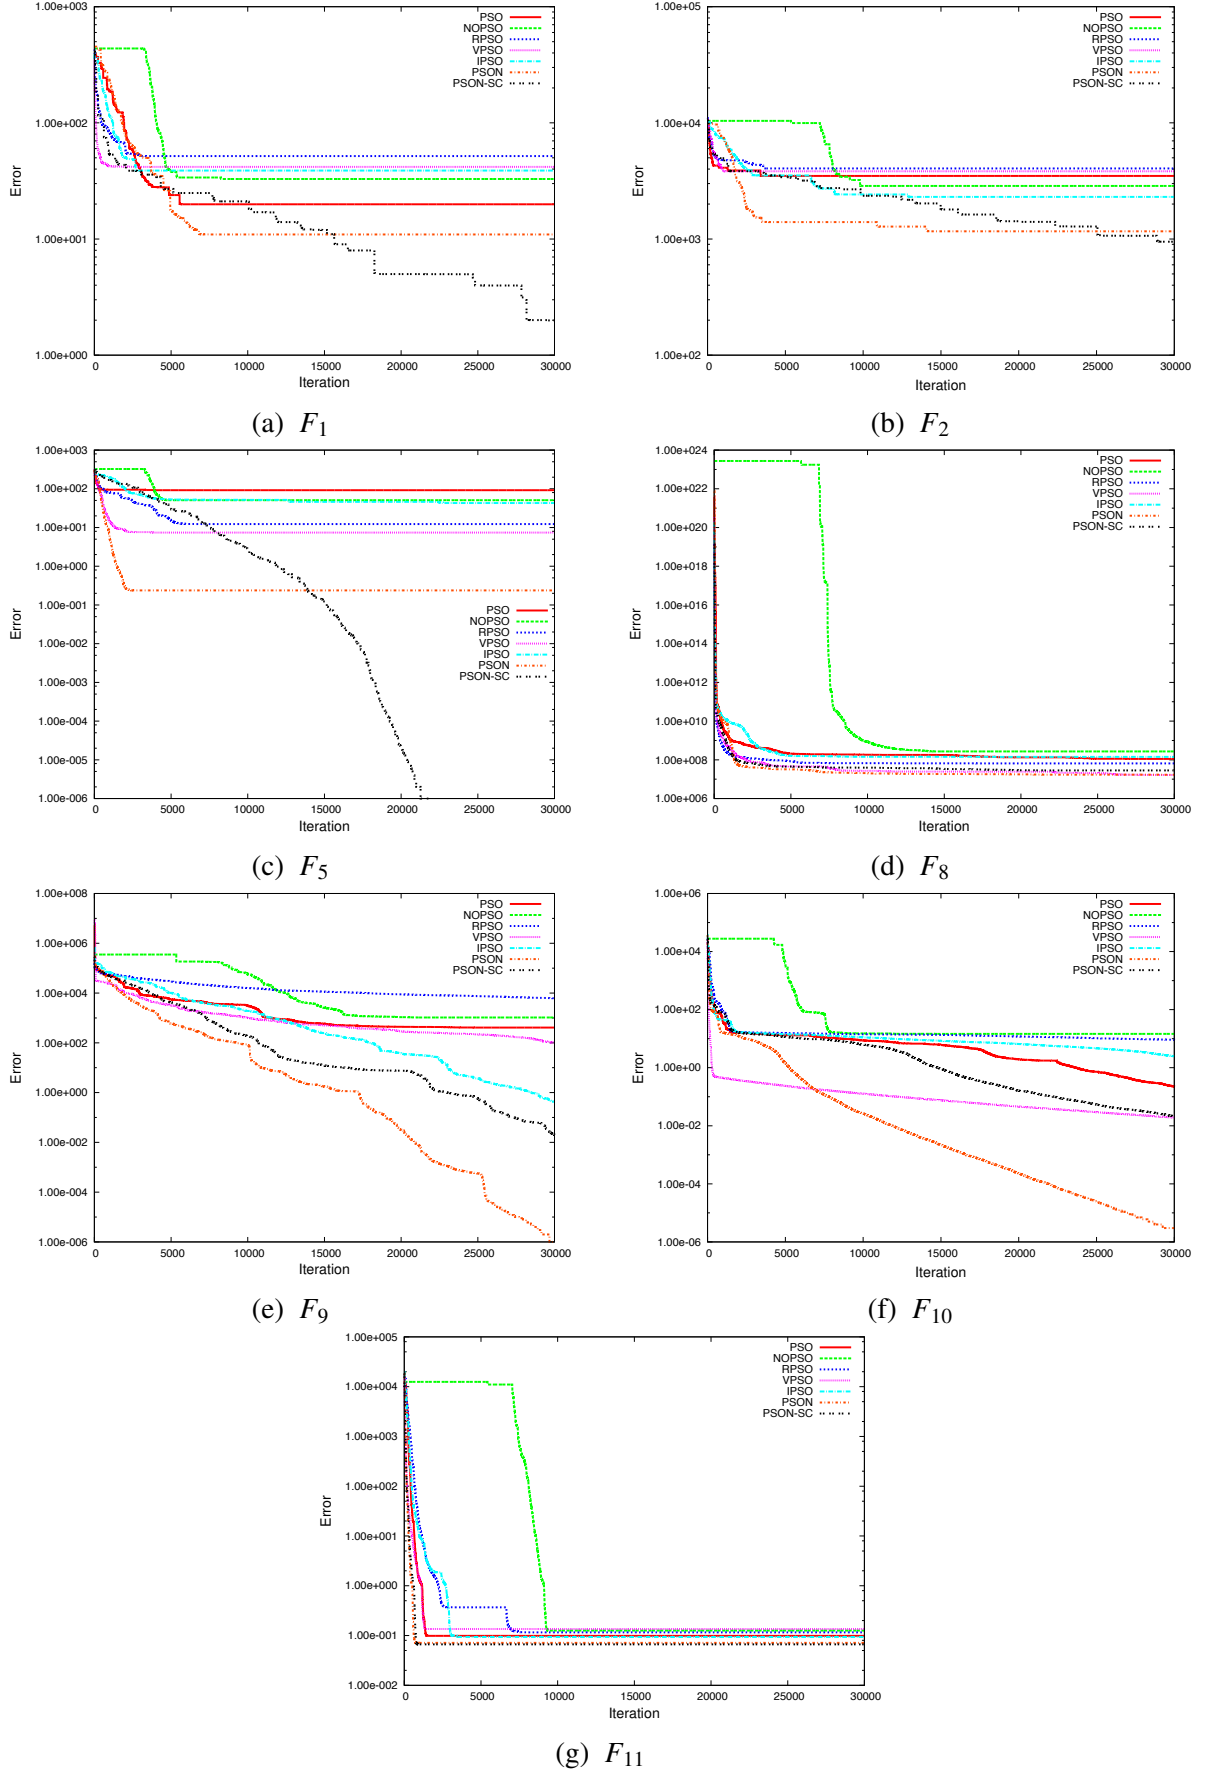 1.00e+003
1.00e+002
1.00e+001
1.00e+000
Error
PSO
NOPSO
RPSO
VPSO
IPSO
PSON
PSON-SC
0 5000 10000 15000 20000 25000 30000
Iteration
(a) F1
1.00e+005
1.00e+004
1.00e+003
1.00e+002
Error
PSO
NOPSO
RPSO
VPSO
IPSO
PSON
PSON-SC
0 5000 10000 15000 20000 25000 30000
Iteration
(b) F2
1.00e+003
1.00e+002
1.00e+001
1.00e+000
1.00e-001
1.00e-002
1.00e-003
1.00e-004
1.00e-005
1.00e-006
Error
PSO
NOPSO
RPSO
VPSO
IPSO
PSON
PSON-SC
0 5000 10000 15000 20000 25000 30000
Iteration
(c) F5
1.00e+024
1.00e+022
1.00e+020
1.00e+018
1.00e+016
1.00e+014
1.00e+012
1.00e+010
1.00e+008
1.00e+006
Error
PSO
NOPSO
RPSO
VPSO
IPSO
PSON
PSON-SC
0 5000 10000 15000 20000 25000 30000
Iteration
(d) F8
1.00e+008
1.00e+006
1.00e+004
1.00e+002
1.00e+000
1.00e-002
1.00e-004
1.00e-006
Error
PSO
NOPSO
RPSO
VPSO
IPSO
PSON
PSON-SC
0 5000 10000 15000 20000 25000 30000
Iteration
(e) F9
1.00e+06
1.00e+04
1.00e+02
1.00e+00
1.00e-02
1.00e-04
1.00e-06
Error
PSO
NOPSO
RPSO
VPSO
IPSO
PSON
PSON-SC
0 5000 10000 15000 20000 25000 30000
Iteration
(f) F10
1.00e+005
1.00e+004
1.00e+003
1.00e+002
1.00e+001
1.00e+000
1.00e-001
1.00e-002
Error
PSO
NOPSO
RPSO
VPSO
IPSO
PSON
PSON-SC
0 5000 10000 15000 20000 25000 30000
Iteration
(g) F11